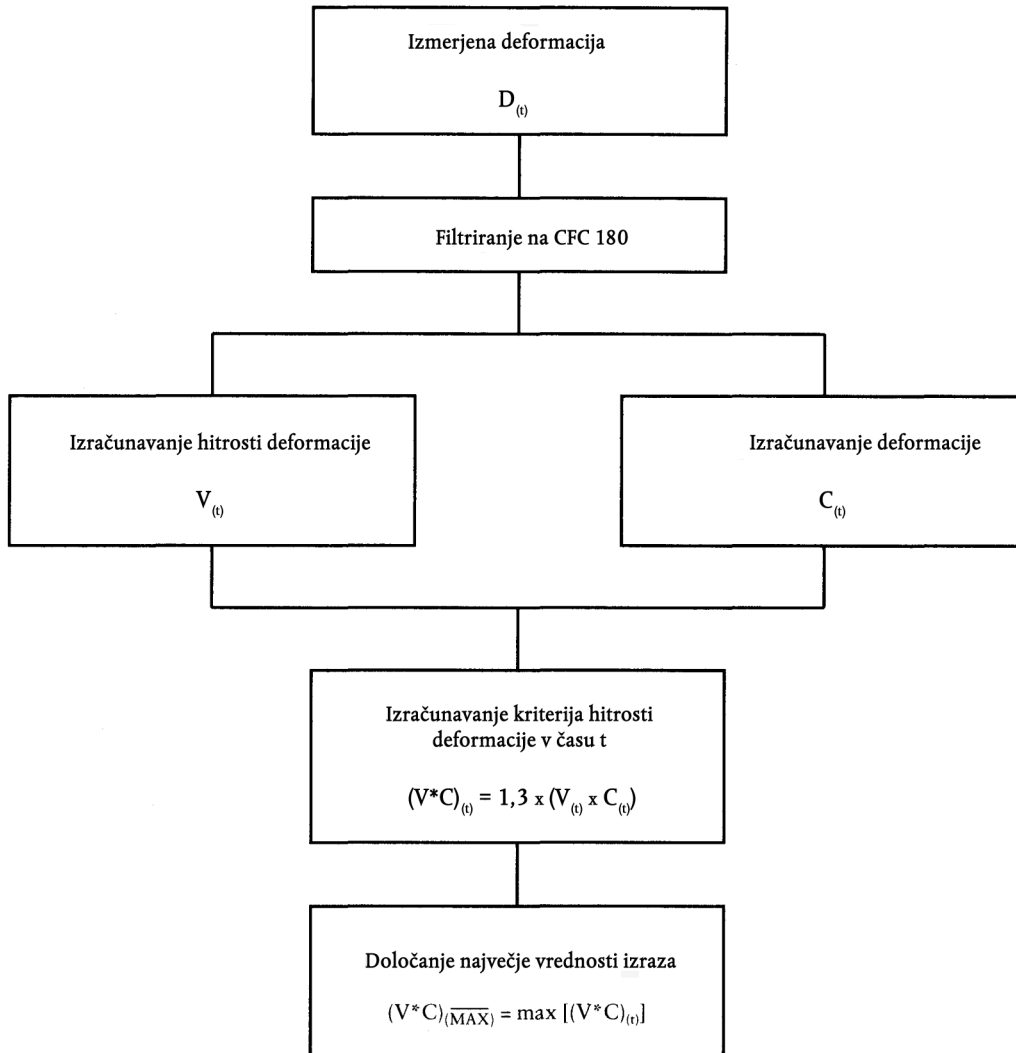 Izmerjena deformacija
D(t)
Filtriranje na CFC 180
Izračunavanje hitrosti deformacije
V(t)
Izračunavanje deformacije
C(t)
Izračunavanje kriterija hitrosti
deformacije v času t
(V*C)(t) = 1,3 x (V(t) x C(t))
Določanje največje vrednosti izraza
(V*C)(MAX) = max [(V*C)(t)]